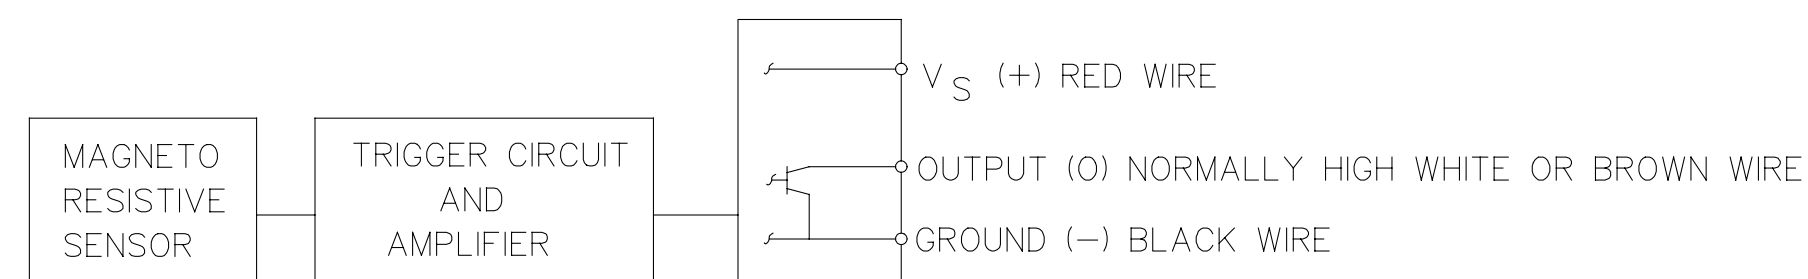 MAGNETO
RESISTIVE
SENSOR
TRIGGER CIRCUIT
AND
AMPLIFIER
VS (+) RED WIRE
OUTPUT (O) NORMALLY HIGH WHITE OR BROWN WIRE
GROUND (–) BLACK WIRE